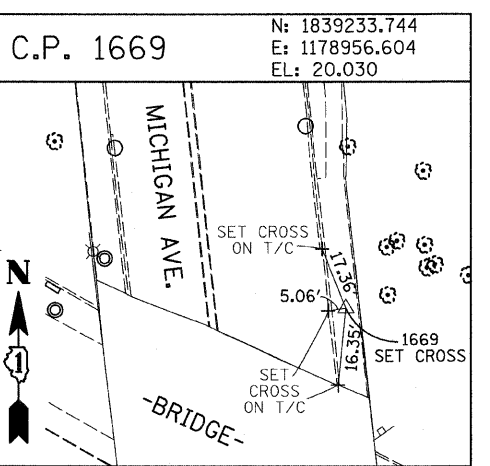 C.P. 1669
N: 1839233.744
E: 1178956.604
EL: 20.030
MICHIGAN AVE.
SET CROSS
ON T/C
17.36'
5.06'
1669
SET CROSS
16.35'
SET
CROSS
ON T/C
-BRIDGE-
N
1